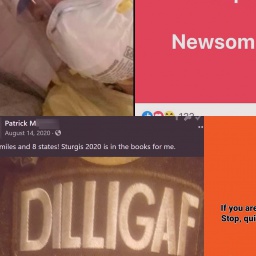 Newsom
Patrick M
August 14, 2020 ·
miles and 8 states! Sturgis 2020 is in the books for me.
DILLIGAF
If you are
Stop, qui